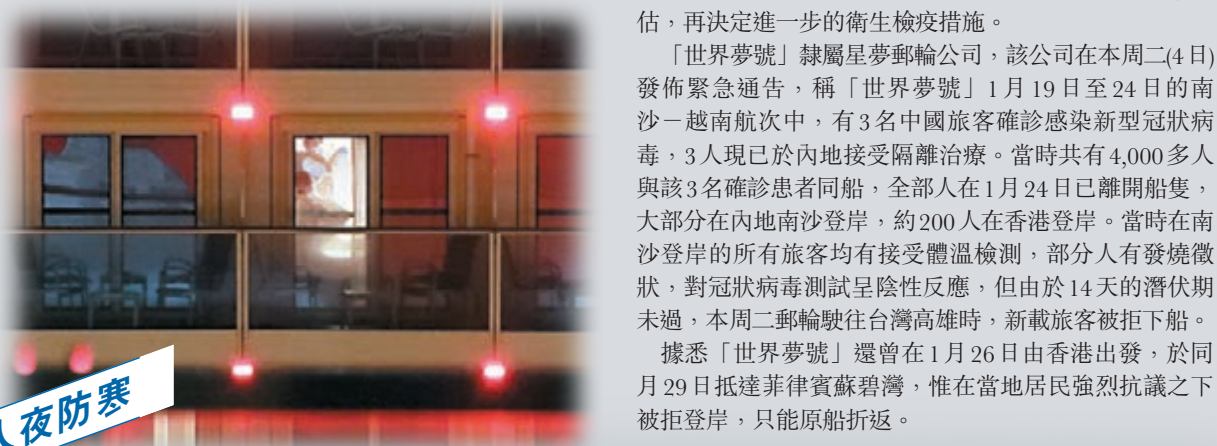 估，再決定進一步的衛生檢疫措施。
「世界夢號」隸屬星夢郵輪公司，該公司在本周二(4日)
發佈緊急通告，稱「世界夢號」1月19日至24日的南
沙－越南航次中，有3名中國旅客確診感染新型冠狀病
毒，3人現已於內地接受隔離治療。當時共有4,000多人
與該3名確診患者同船，全部人在1月24日已離開船隻，
大部分在內地南沙登岸，約200人在香港登岸。當時在南
沙登岸的所有旅客均有接受體溫檢測，部分人有發燒徵
狀，對冠狀病毒測試呈陰性反應，但由於14天的潛伏期
未過，本周二郵輪駛往台灣高雄時，新載旅客被拒下船。
據悉「世界夢號」還曾在1月26日由香港出發，於同
月29日抵達菲律賓蘇碧灣，惟在當地居民強烈抗議之下
被拒登岸，只能原船折返。
夜防寒